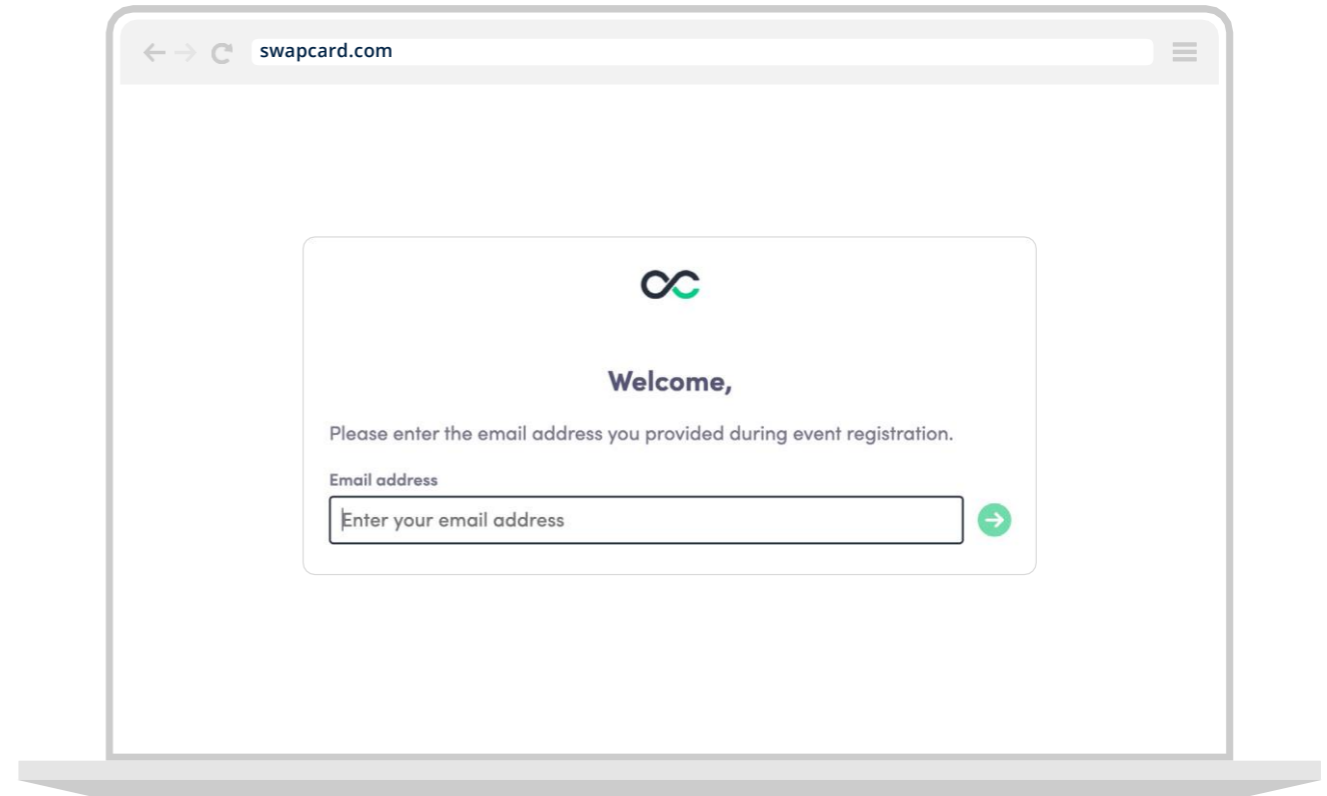 swapcard.com
Welcome,
Please enter the email address you provided during event registration.
Email address
Enter your email address